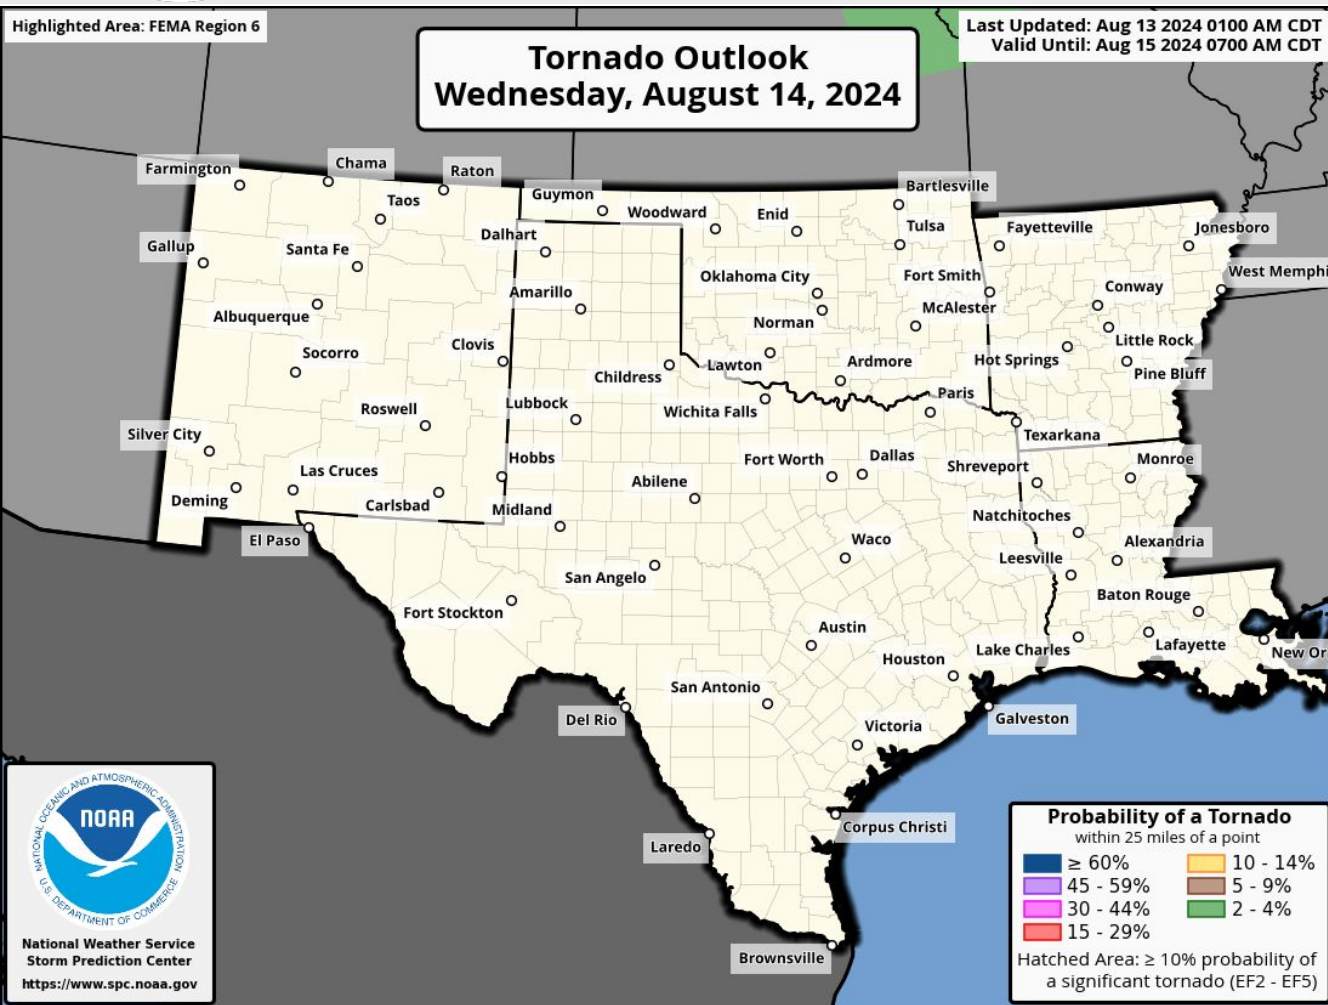 Highlighted Area: FEMA Region 6
Last Updated: Aug 13 2024 0100 AM CDT
Valid Until: Aug 15 2024 0700 AM CDT
Tornado Outlook
Wednesday, August 14, 2024
Farmington
Chama
Raton
Taos
Guymon
Woodward
Enid
Bartlesville
Tulsa
Fayetteville
Jonesboro
Gallup
Santa Fe
Dalhart
Oklahoma City
Fort Smith
West Memphi
Albuquerque
Amarillo
Norman
McAlester
Conway
Little Rock
Socorro
Clovis
Childress
Lawton
Ardmore
Hot Springs
Pine Bluff
Roswell
Lubbock
Wichita Falls
Paris
Texarkana
Silver City
Las Cruces
Hobbs
Abilene
Fort Worth
Dallas
Shreveport
Monroe
Deming
Carlsbad
Midland
Natchitoches
El Paso
San Angelo
Waco
Leesville
Alexandria
Fort Stockton
Austin
Baton Rouge
Houston
Lake Charles
Lafayette
New Or
San Antonio
Del Rio
Victoria
Galveston
Laredo
Corpus Christi
Brownsville
NATIONAL OCEANIC AND ATMOSPHERIC ADMINISTRATION
NOAA
U.S. DEPARTMENT OF COMMERCE
National Weather Service
Storm Prediction Center
https://www.spc.noaa.gov
Probability of a Tornado
within 25 miles of a point
≥ 60%
45 - 59%
30 - 44%
15 - 29%
10 - 14%
5 - 9%
2 - 4%
Hatched Area: ≥ 10% probability of
a significant tornado (EF2 - EF5)